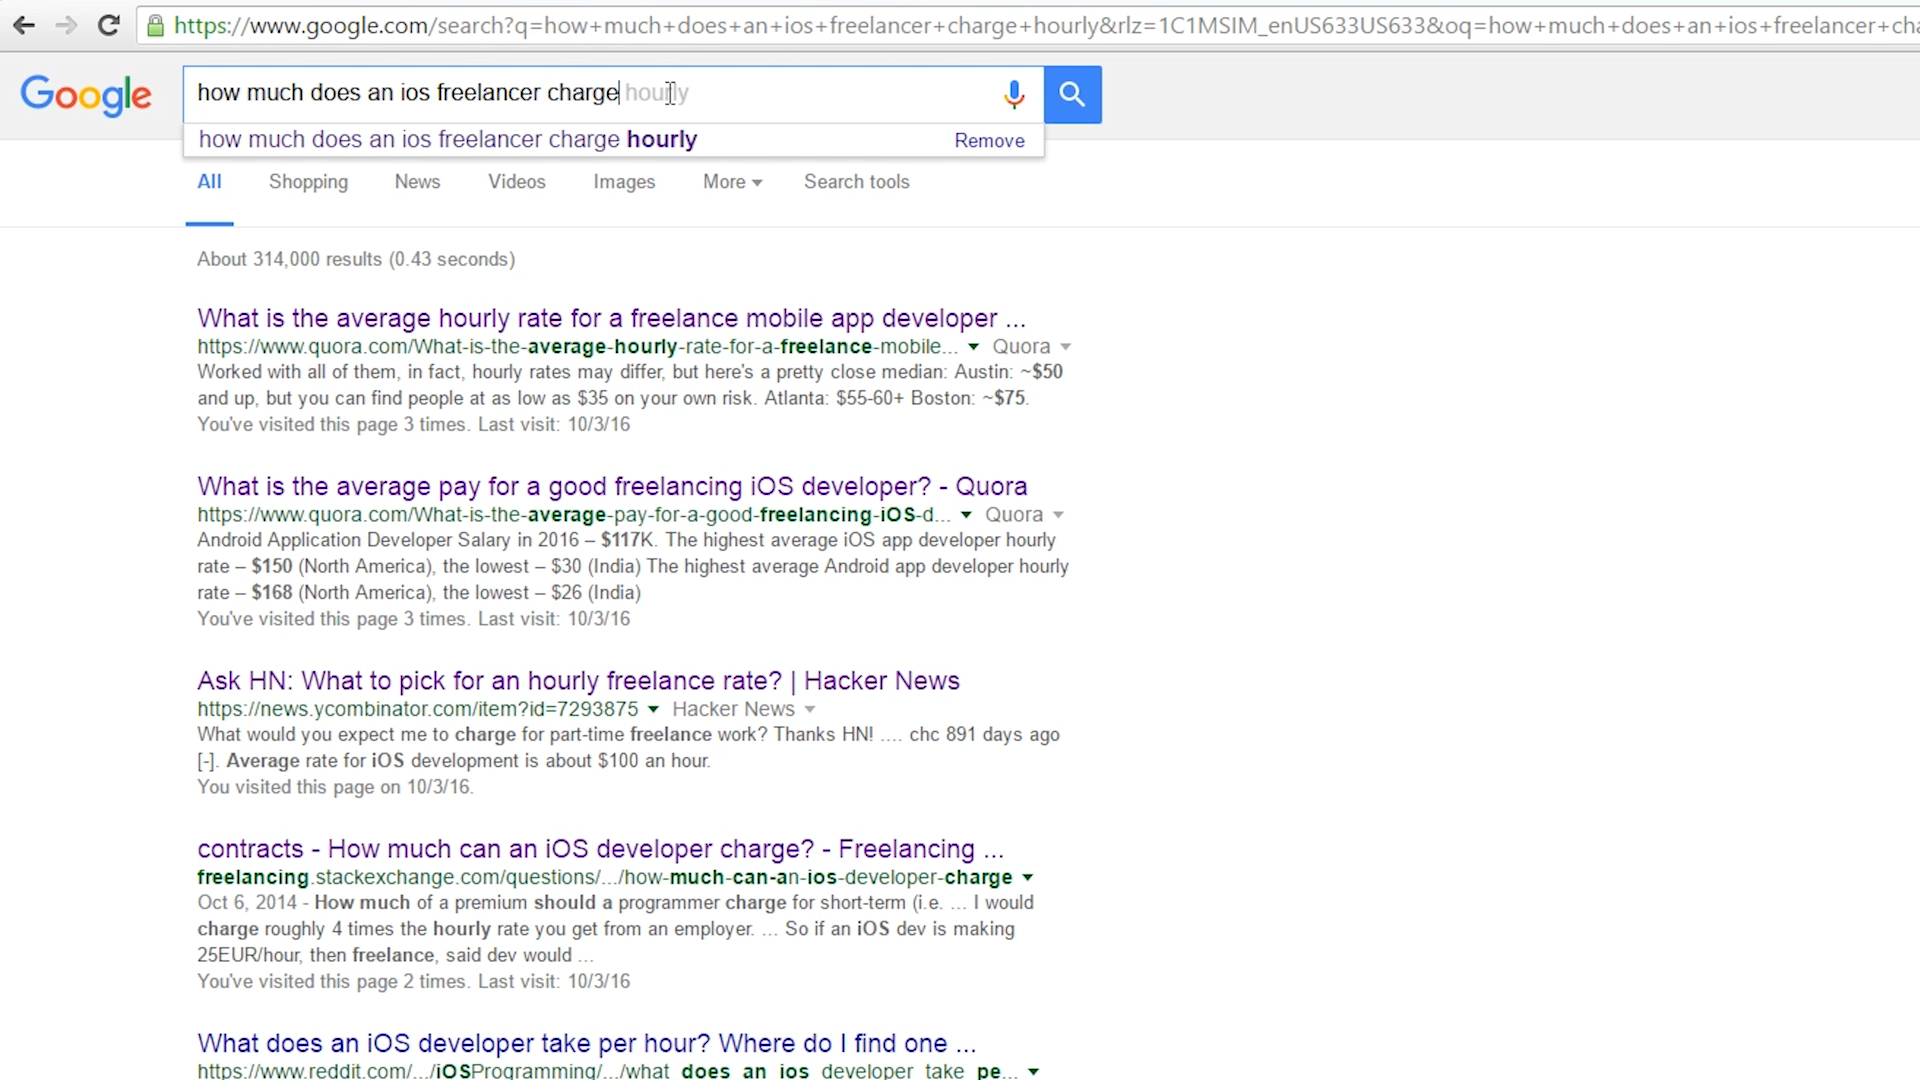 https://www.google.com/search?q=how+much+does+an+ios+freelancer+charge+hourly&rlz=1C1MSIM_enUS633US633&oq=how+much+does+an+ios+freelancer+cha
Google
how much does an ios freelancer charge hourly
how much does an ios freelancer charge hourly Remove
All Shopping News Videos Images More Search tools
About 314,000 results (0.43 seconds)
What is the average hourly rate for a freelance mobile app developer ...
https://www.quora.com/What-is-the-average-hourly-rate-for-a-freelance-mobile... Quora
Worked with all of them, in fact, hourly rates may differ, but here's a pretty close median: Austin: ~$50
and up, but you can find people at as low as $35 on your own risk. Atlanta: $55-60+ Boston: ~$75.
You've visited this page 3 times. Last visit: 10/3/16
What is the average pay for a good freelancing iOS developer? - Quora
https://www.quora.com/What-is-the-average-pay-for-a-good-freelancing-iOS-d... Quora
Android Application Developer Salary in 2016 – $117K. The highest average iOS app developer hourly
rate – $150 (North America), the lowest – $30 (India) The highest average Android app developer hourly
rate – $168 (North America), the lowest – $26 (India)
You've visited this page 3 times. Last visit: 10/3/16
Ask HN: What to pick for an hourly freelance rate? | Hacker News
https://news.ycombinator.com/item?id=7293875 Hacker News
What would you expect me to charge for part-time freelance work? Thanks HN! .... chc 891 days ago
[-]. Average rate for iOS development is about $100 an hour.
You visited this page on 10/3/16.
contracts - How much can an iOS developer charge? - Freelancing ...
freelancing.stackexchange.com/questions/.../how-much-can-an-ios-developer-charge
Oct 6, 2014 - How much of a premium should a programmer charge for short-term (i.e. ... I would
charge roughly 4 times the hourly rate you get from an employer. ... So if an iOS dev is making
25EUR/hour, then freelance, said dev would ...
You've visited this page 2 times. Last visit: 10/3/16
What does an iOS developer take per hour? Where do I find one ...
https://www.reddit.com/.../iOSProgramming/.../what_does_an_ios_developer_take_pe...